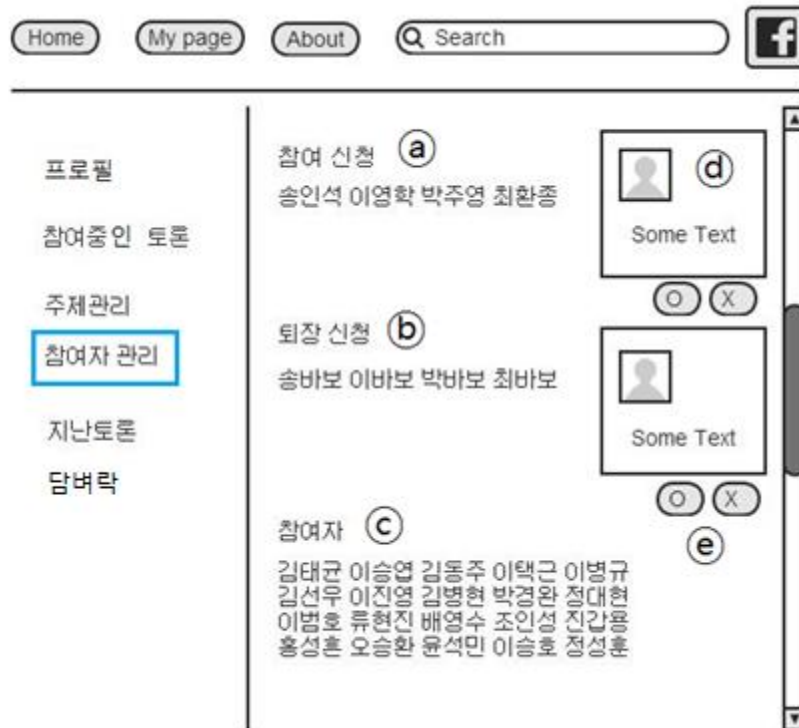 Home My page About Search f
프로필
참여중인 토론
주제관리
참여자 관리
지난토론
담벼락
참여 신청 ⓐ
송인석 이영학 박주영 최환종
ⓓ
Some Text
O X
퇴장 신청 ⓑ
송바보 이바보 박바보 최바보
Some Text
O X
ⓔ
참여자 ⓒ
김태균 이승엽 김동주 이택근 이병규
김선우 이진영 김병현 박경완 정대현
이범호 류현진 배영수 조인성 진갑용
홍성흔 오승환 윤석민 이승호 정성훈